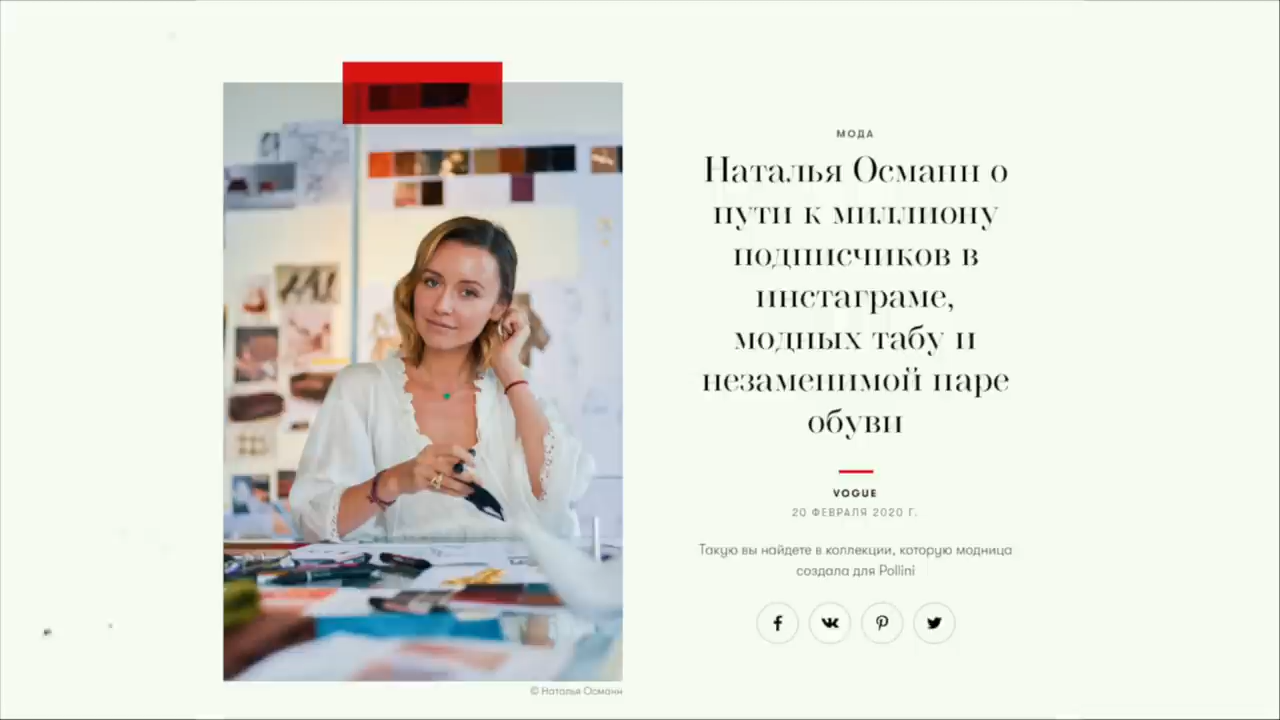 МОДА
Наталья Османн о
пути к миллиону
подписчиков в
инстаграме,
модных табу и
незаменимой паре
обуви
VOGUE
20 ФЕВРАЛЯ 2020 Г.
Такую вы найдете в коллекции, которую модница
создала для Pollini
© Наталья Османн